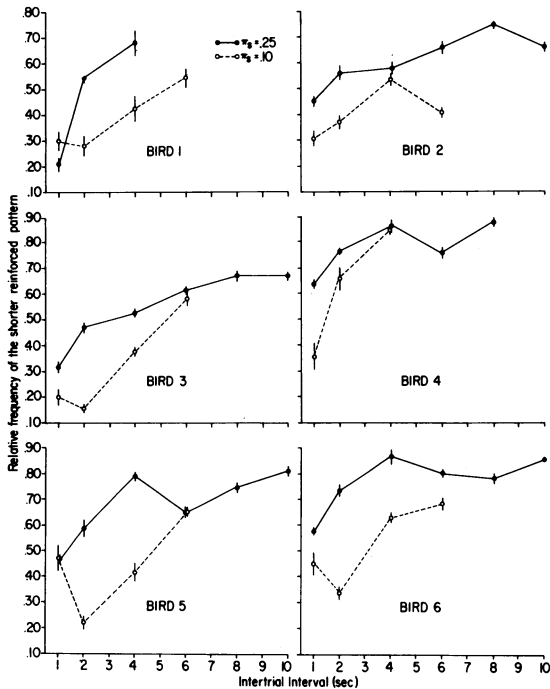 Relative frequency of the shorter reinforced pattern
.90
.80
.70
.60
.50
.40
.30
.20
.10
πs = .25
πs = .10
BIRD 1
BIRD 2
.90
.80
.70
.60
.50
.40
.30
.20
.10
BIRD 3
BIRD 4
.90
.80
.70
.60
.50
.40
.30
.20
.10
BIRD 5
BIRD 6
1 2 3 4 5 6 7 8 9 10
1 2 3 4 5 6 7 8 9 10
Intertrial Interval (sec)